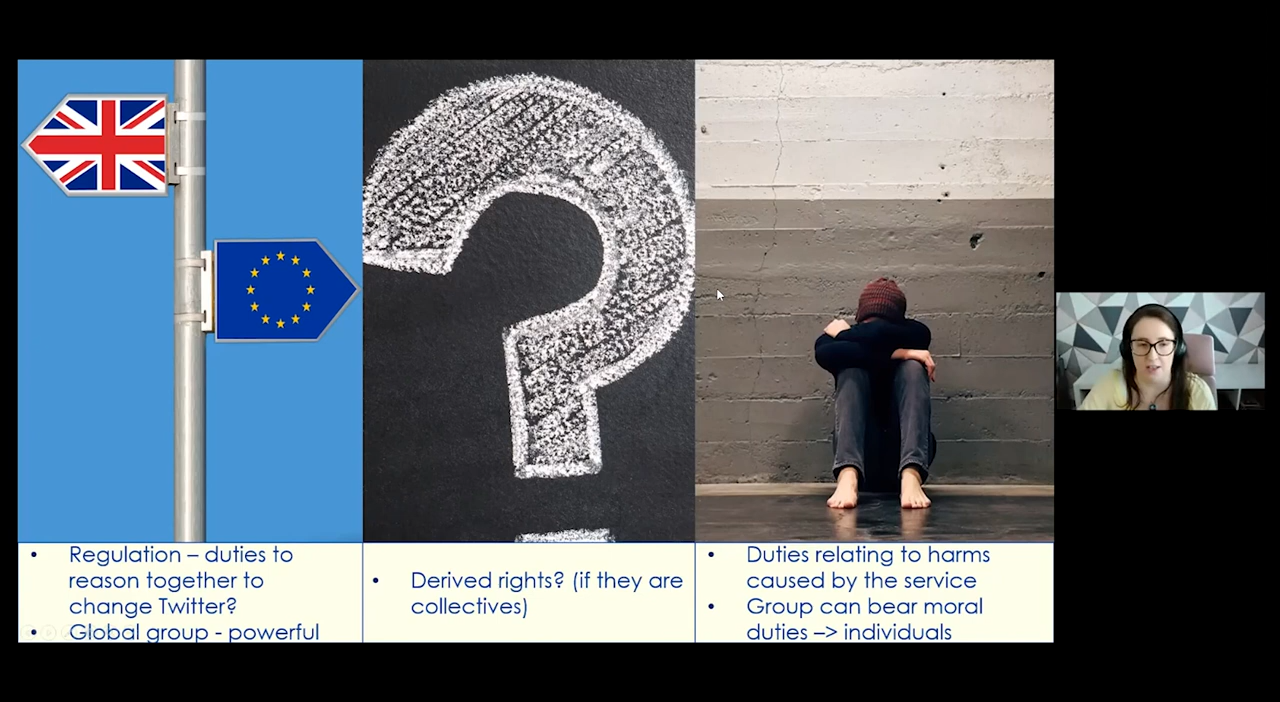 • Regulation – duties to
reason together to
change Twitter?
• Global group - powerful
• Derived rights? (if they are
collectives)
• Duties relating to harms
caused by the service
• Group can bear moral
duties –> individuals